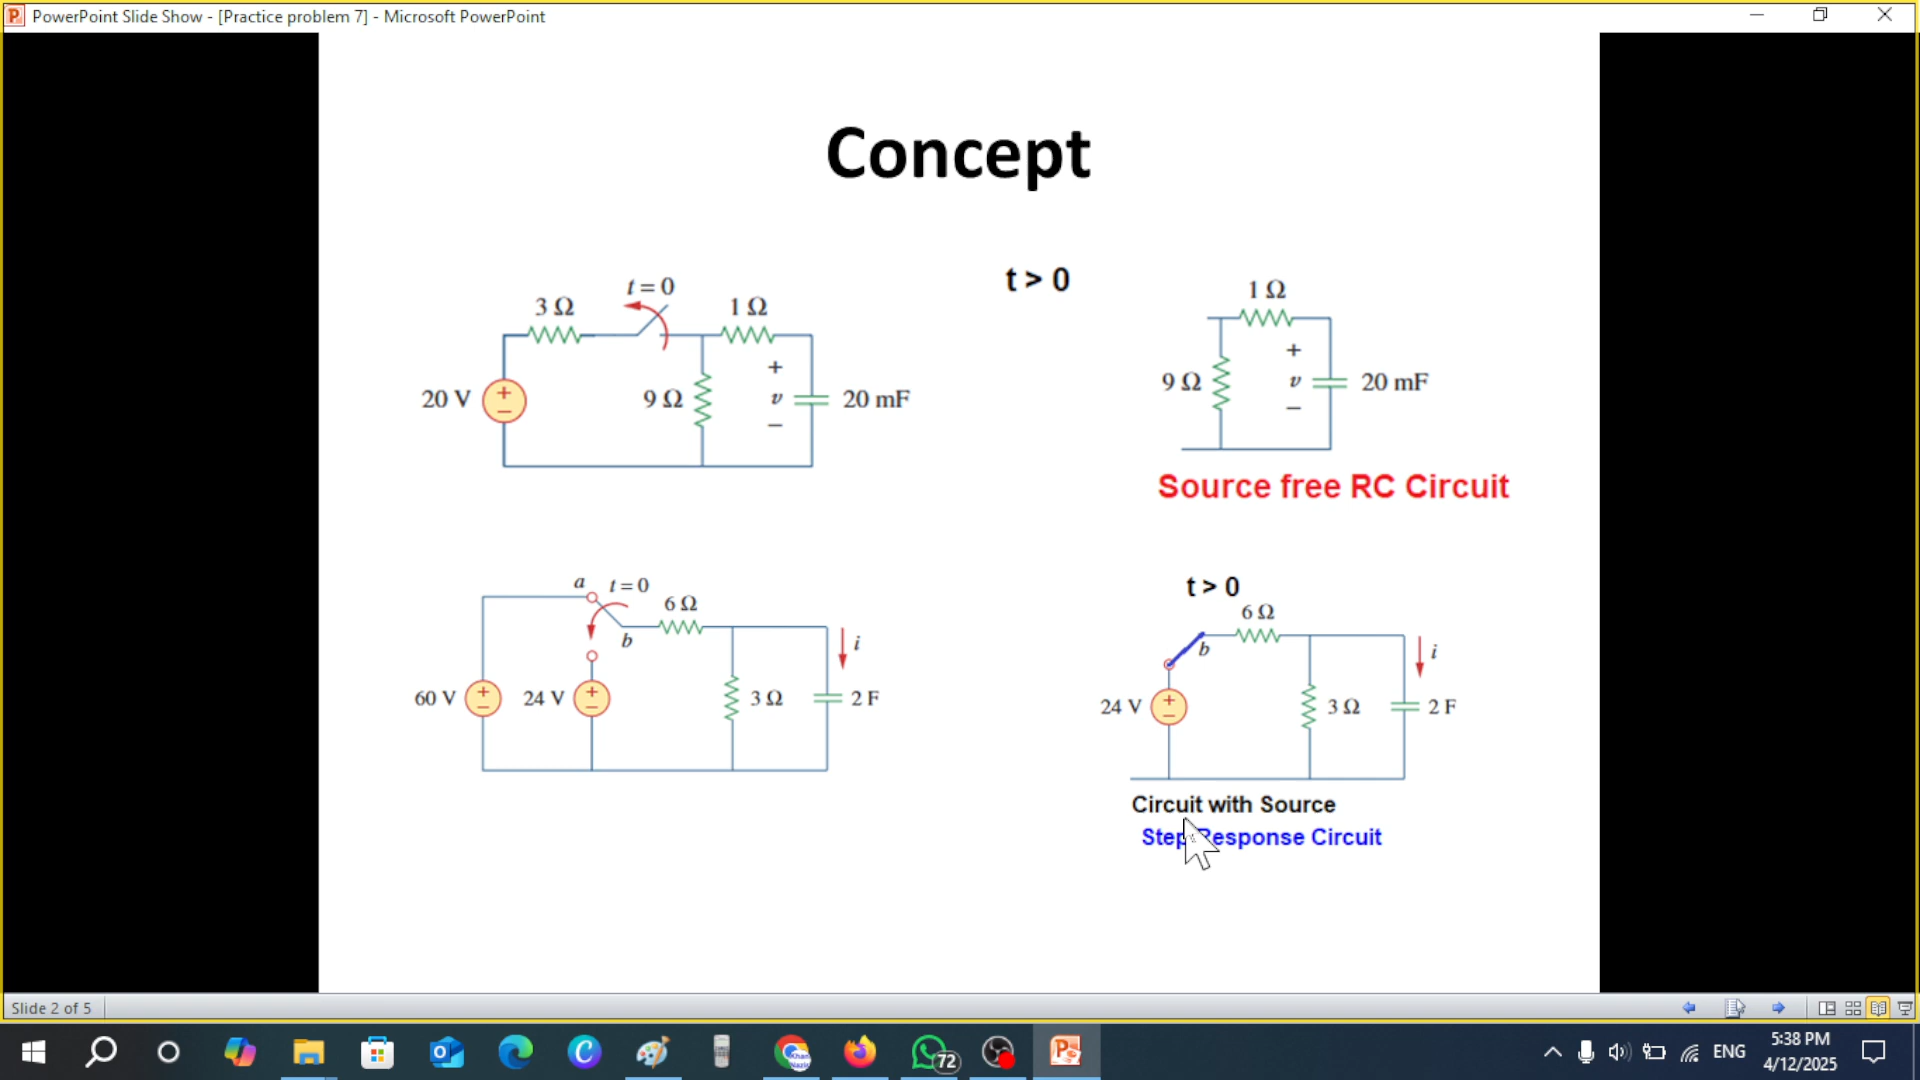 PowerPoint Slide Show - [Practice problem 7] - Microsoft PowerPoint
Concept
t = 0
3 Ω
1 Ω
20 V
+
−
9 Ω
+
v
−
20 mF
t > 0
1 Ω
9 Ω
+
v
−
20 mF
Source free RC Circuit
a
t = 0
6 Ω
b
i
60 V
+
−
24 V
+
−
3 Ω
2 F
t > 0
6 Ω
b
i
24 V
+
−
3 Ω
2 F
Circuit with Source
Step Response Circuit
Slide 2 of 5
72
ENG
5:38 PM
4/12/2025